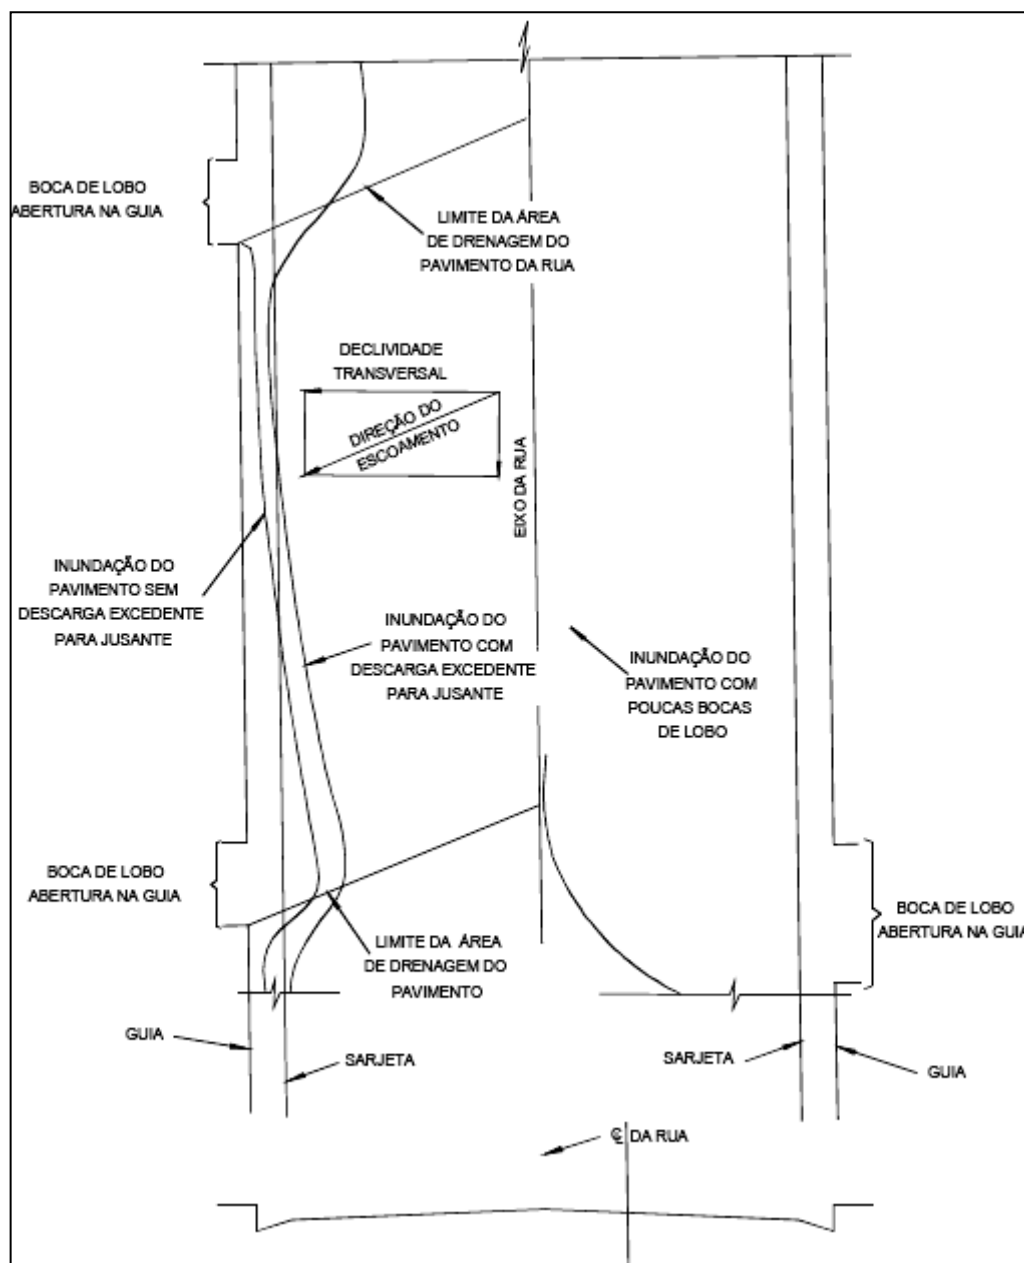 BOCA DE LOBO
ABERTURA NA GUIA
LIMITE DA ÁREA
DE DRENAGEM DO
PAVIMENTO DA RUA
DECLIVIDADE
TRANSVERSAL
DIREÇÃO DO
ESCOAMENTO
EIXO DA RUA
INUNDAÇÃO DO
PAVIMENTO SEM
DESCARGA EXCEDENTE
PARA JUSANTE
INUNDAÇÃO DO
PAVIMENTO COM
DESCARGA EXCEDENTE
PARA JUSANTE
INUNDAÇÃO DO
PAVIMENTO COM
POUCAS BOCAS
DE LOBO
BOCA DE LOBO
ABERTURA NA GUIA
BOCA DE LOBO
ABERTURA NA GUIA
LIMITE DA ÁREA
DE DRENAGEM DO
PAVIMENTO
GUIA
SARJETA
SARJETA
GUIA
℄ DA RUA